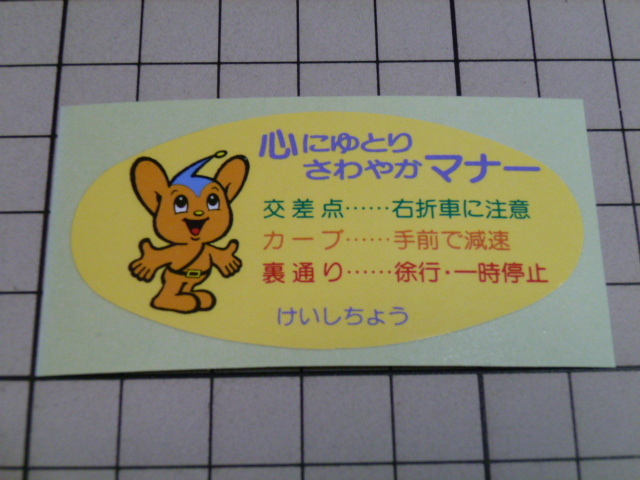 心にゆとり
さわやかマナー
交差点……右折車に注意
カーブ……手前で減速
裏通り……徐行・一時停止
けいしちょう